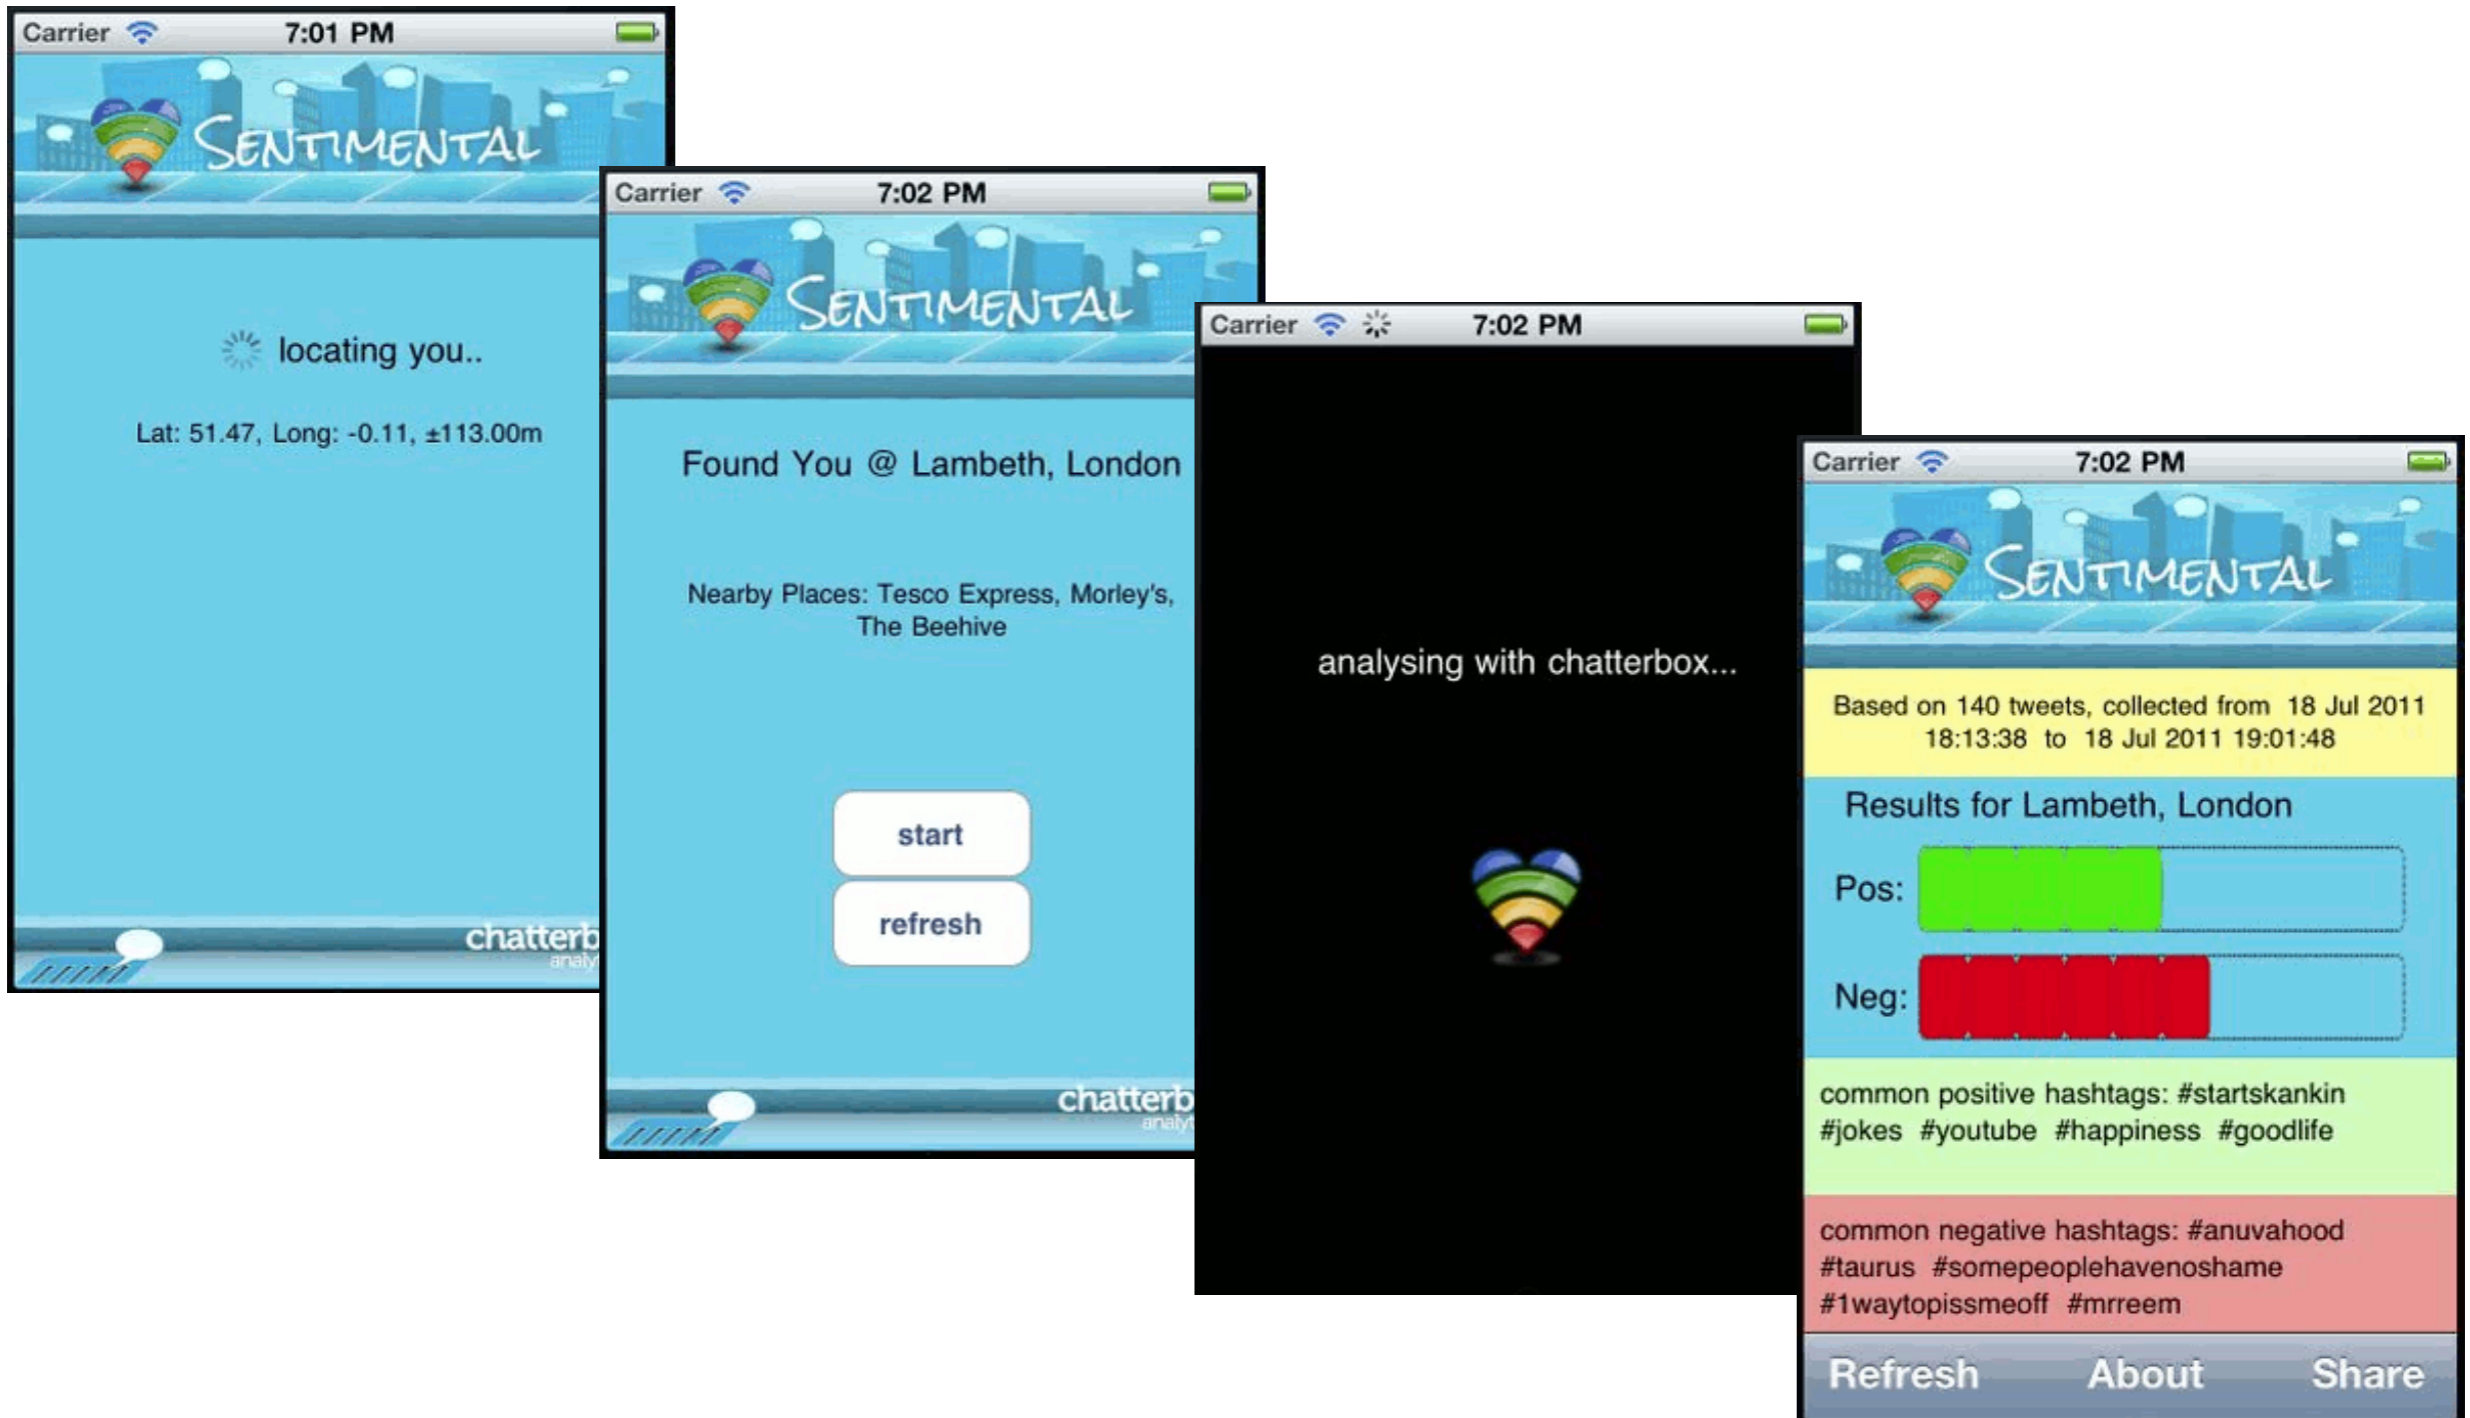 Carrier 7:01 PM
SENTIMENTAL
locating you..
Lat: 51.47, Long: -0.11, ±113.00m
chatterb
analy
Carrier 7:02 PM
SENTIMENTAL
Found You @ Lambeth, London
Nearby Places: Tesco Express, Morley's,
The Beehive
start
refresh
chatterb
analyt
Carrier 7:02 PM
analysing with chatterbox...
Carrier 7:02 PM
SENTIMENTAL
Based on 140 tweets, collected from 18 Jul 2011
18:13:38 to 18 Jul 2011 19:01:48
Results for Lambeth, London
Pos:
Neg:
common positive hashtags: #startskankin
#jokes #youtube #happiness #goodlife
common negative hashtags: #anuvahood
#taurus #somepeoplehavenoshame
#1waytopissmeoff #mrreem
Refresh About Share